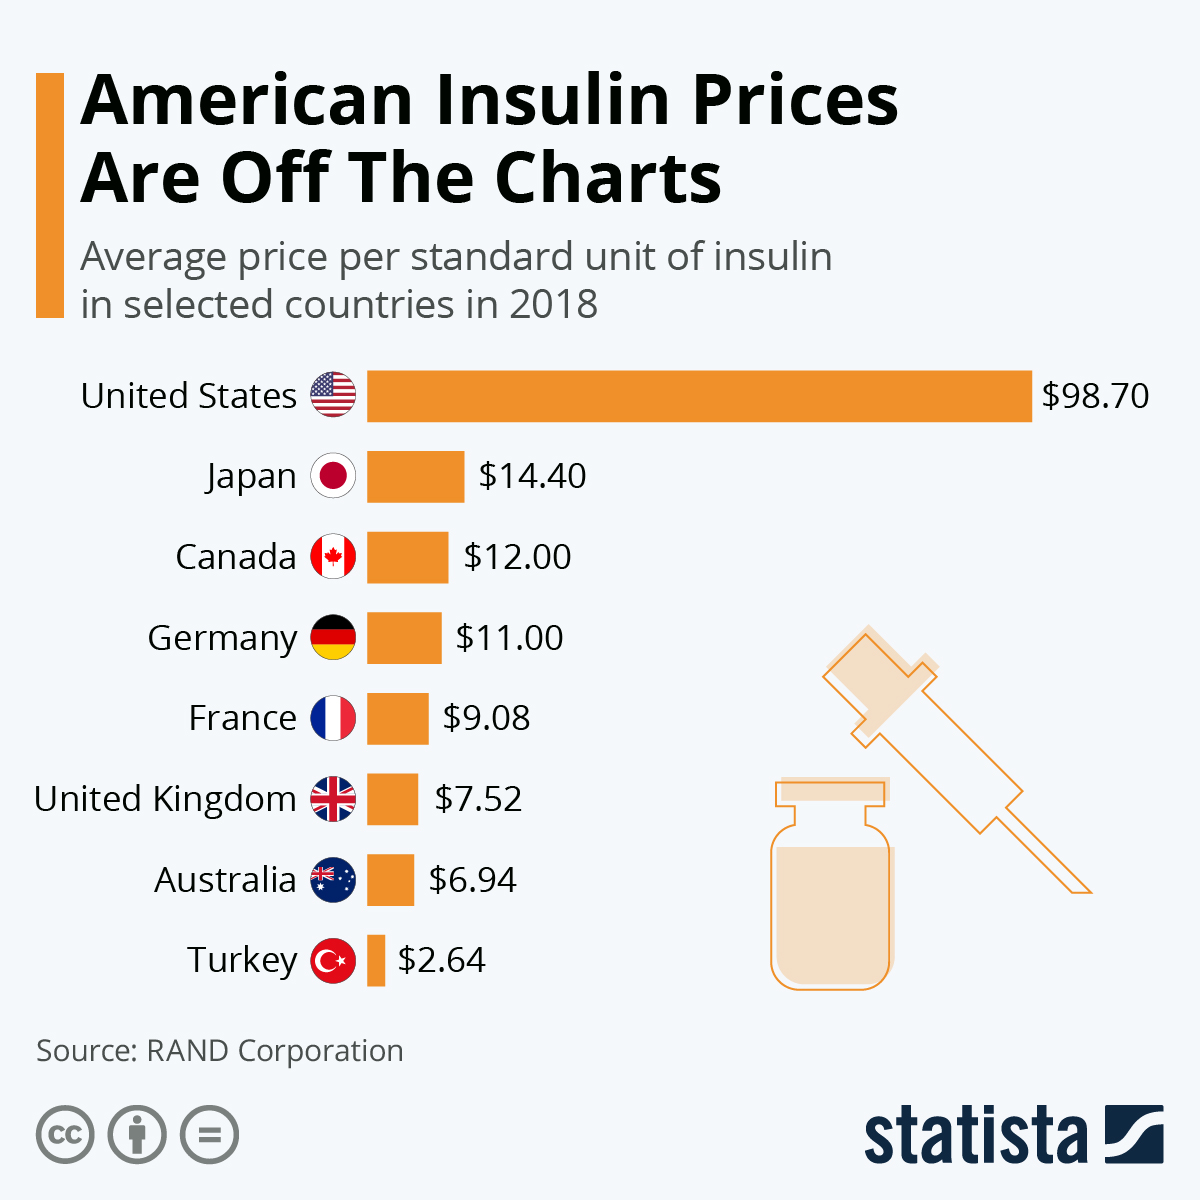 American Insulin Prices
Are Off The Charts
Average price per standard unit of insulin
in selected countries in 2018
United States $98.70
Japan $14.40
Canada $12.00
Germany $11.00
France $9.08
United Kingdom $7.52
Australia $6.94
Turkey $2.64
Source: RAND Corporation
cc =
statista